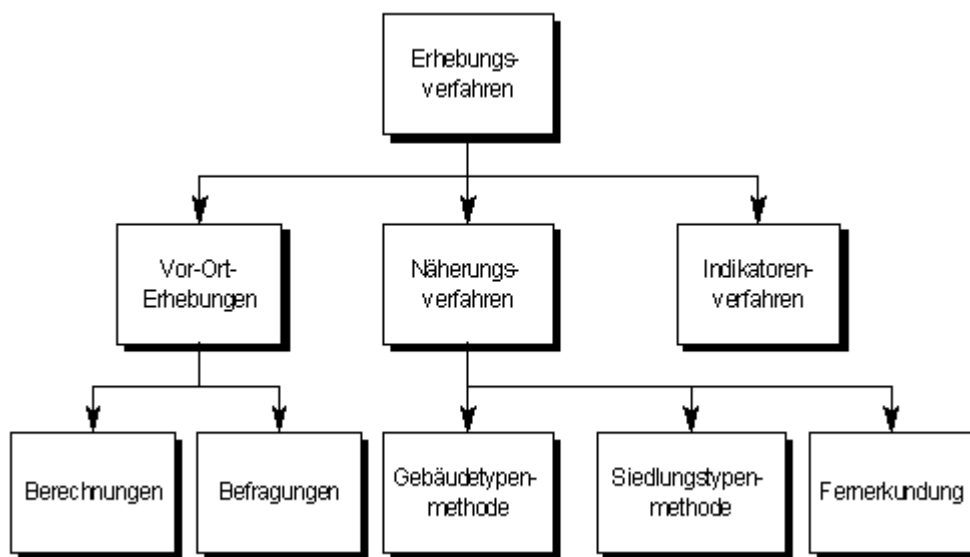 Erhebungs-
verfahren
Vor-Ort-
Erhebungen
Näherungs-
verfahren
Indikatoren-
verfahren
Berechnungen
Befragungen
Gebäudetypen-
methode
Siedlungstypen-
methode
Fernerkundung